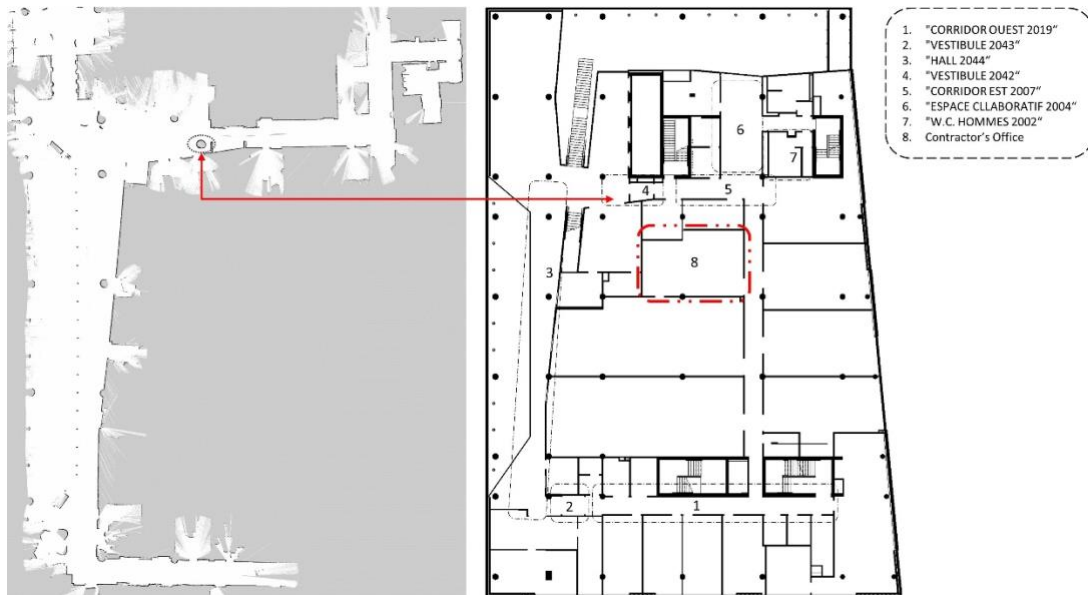 1. "CORRIDOR OUEST 2019"
2. "VESTIBULE 2043"
3. "HALL 2044"
4. "VESTIBULE 2042"
5. "CORRIDOR EST 2007"
6. "ESPACE CLLABORATIF 2004"
7. "W.C. HOMMES 2002"
8. Contractor's Office
6
7
4
5
3
8
2
1